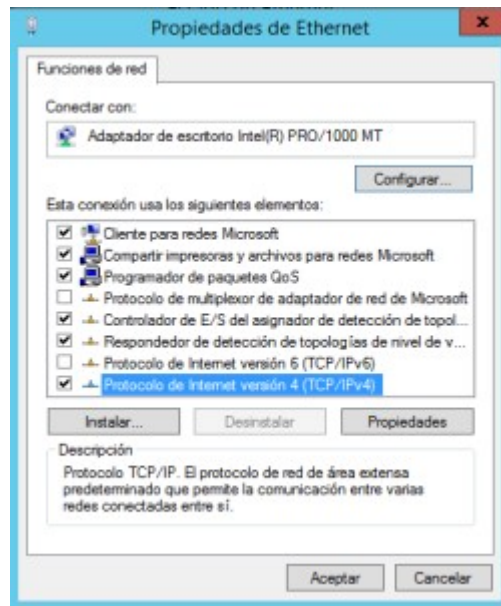 Propiedades de Ethernet
x
Funciones de red
Conectar con:
Adaptador de escritorio Intel(R) PRO/1000 MT
Configurar...
Esta conexión usa los siguientes elementos:
Cliente para redes Microsoft
Compartir impresoras y archivos para redes Microsoft
Programador de paquetes QoS
Protocolo de multiplexor de adaptador de red de Microsoft
Controlador de E/S del asignador de detección de topol...
Respondedor de detección de topologías de nivel de v...
Protocolo de Internet versión 6 (TCP/IPv6)
Protocolo de Internet versión 4 (TCP/IPv4)
Instalar... Desinstalar Propiedades
Descripción
Protocolo TCP/IP. El protocolo de red de área extensa
predeterminado que permite la comunicación entre varias
redes conectadas entre sí.
Aceptar Cancelar